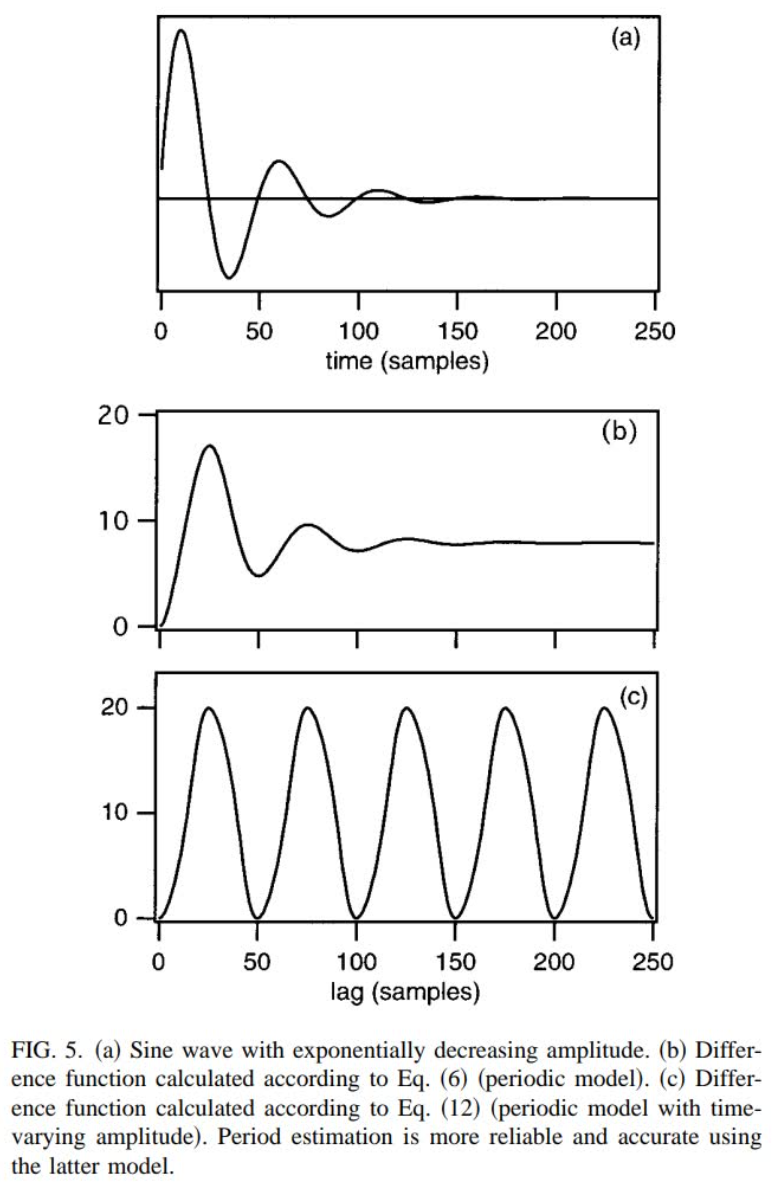 (a)
0 50 100 150 200 250
time (samples)
20
(b)
10
0
20
(c)
10
0
0 50 100 150 200 250
lag (samples)
FIG. 5. (a) Sine wave with exponentially decreasing amplitude. (b) Differ-
ence function calculated according to Eq. (6) (periodic model). (c) Differ-
ence function calculated according to Eq. (12) (periodic model with time-
varying amplitude). Period estimation is more reliable and accurate using
the latter model.